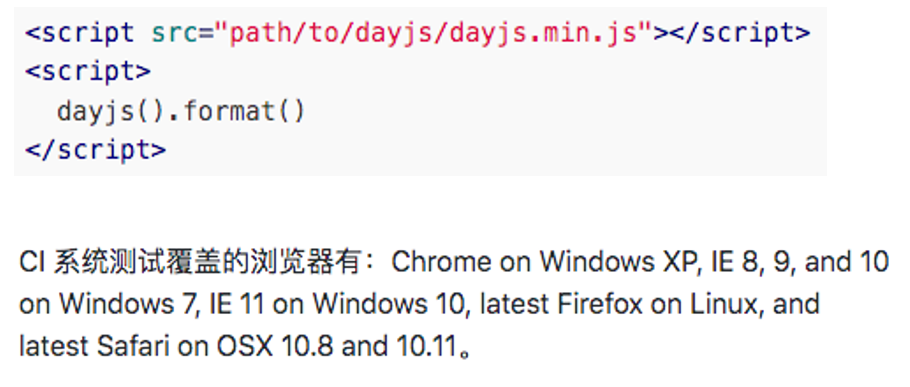 <script src="path/to/dayjs/dayjs.min.js"></script>
<script>
  dayjs().format()
</script>
CI 系统测试覆盖的浏览器有：Chrome on Windows XP, IE 8, 9, and 10
on Windows 7, IE 11 on Windows 10, latest Firefox on Linux, and
latest Safari on OSX 10.8 and 10.11。